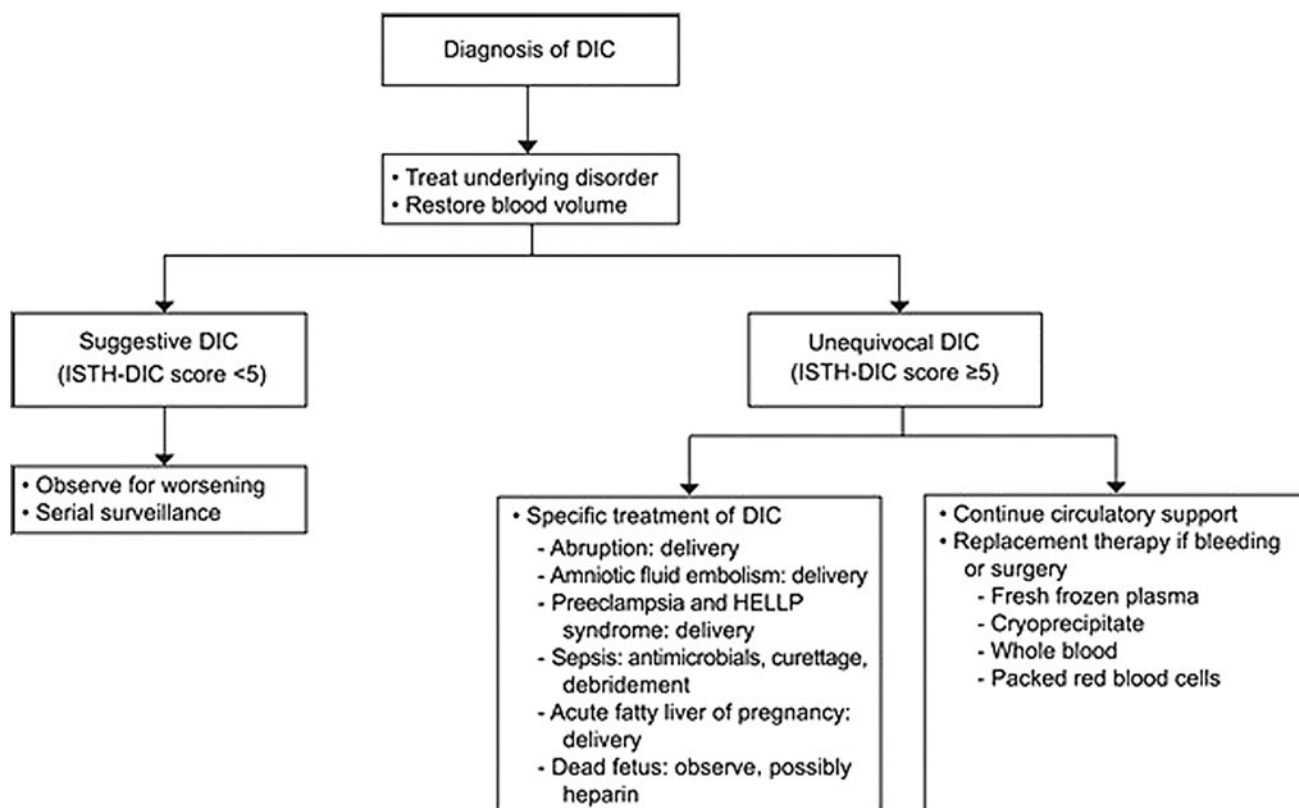 Diagnosis of DIC
• Treat underlying disorder
• Restore blood volume
Suggestive DIC
(ISTH-DIC score <5)
Unequivocal DIC
(ISTH-DIC score ≥5)
• Observe for worsening
• Serial surveillance
• Specific treatment of DIC
- Abruption: delivery
- Amniotic fluid embolism: delivery
- Preeclampsia and HELLP
syndrome: delivery
- Sepsis: antimicrobials, curettage,
debridement
- Acute fatty liver of pregnancy:
delivery
- Dead fetus: observe, possibly
heparin
• Continue circulatory support
• Replacement therapy if bleeding
or surgery
- Fresh frozen plasma
- Cryoprecipitate
- Whole blood
- Packed red blood cells